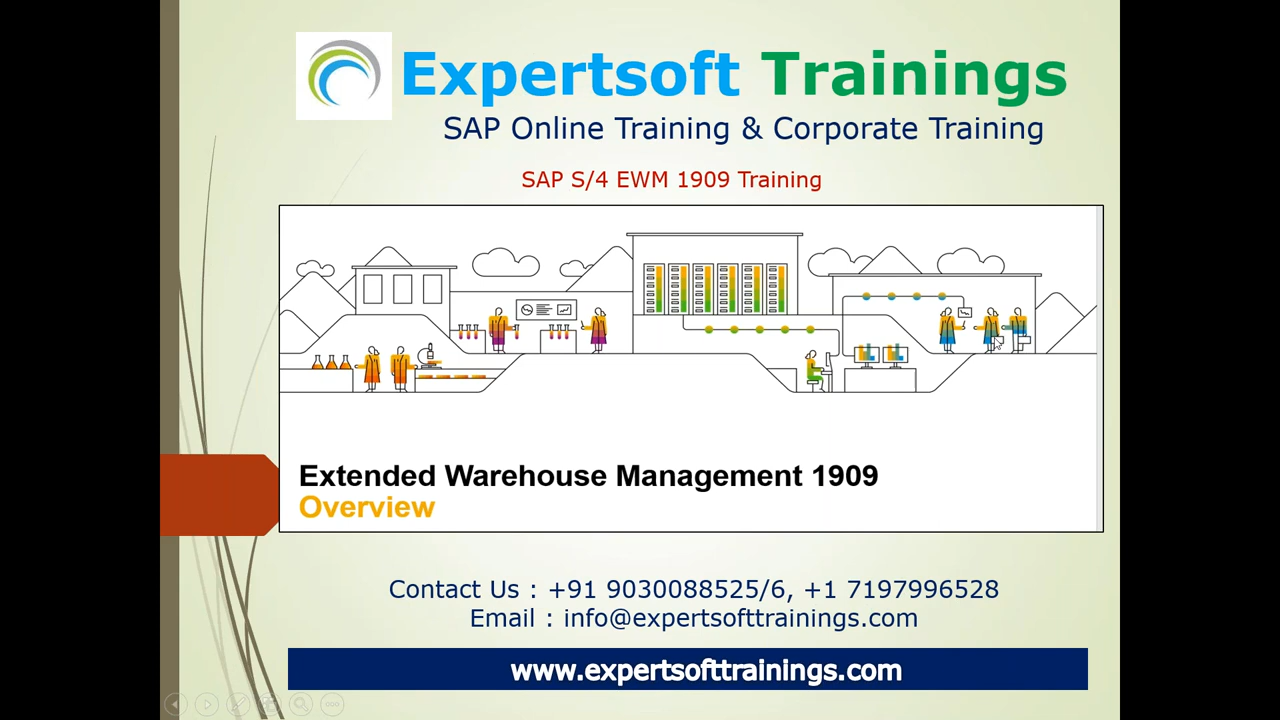 Expertsoft Trainings
SAP Online Training & Corporate Training
SAP S/4 EWM 1909 Training
Extended Warehouse Management 1909
Overview
Contact Us : +91 9030088525/6, +1 7197996528
Email : info@expertsofttrainings.com
www.expertsofttrainings.com